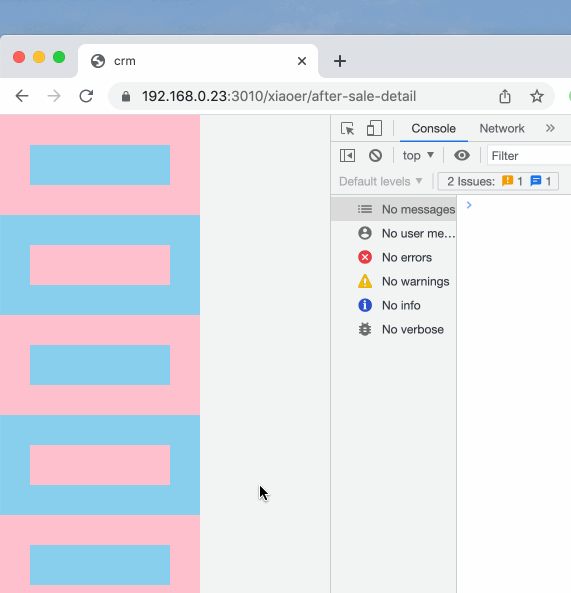 crm
192.168.0.23:3010/xiaoer/after-sale-detail
Console Network
top Filter
Default levels 2 Issues: 1 1
No messages
No user me…
No errors
No warnings
No info
No verbose